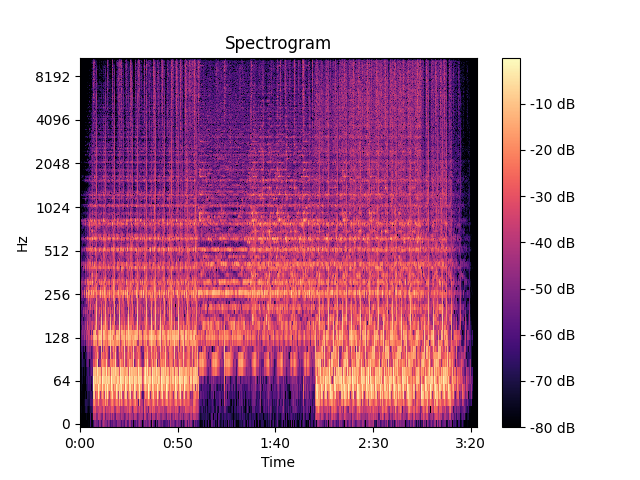 Spectrogram
8192
4096
2048
1024
512
256
128
64
0
Hz
0:00 0:50 1:40 2:30 3:20
Time
-10 dB
-20 dB
-30 dB
-40 dB
-50 dB
-60 dB
-70 dB
-80 dB